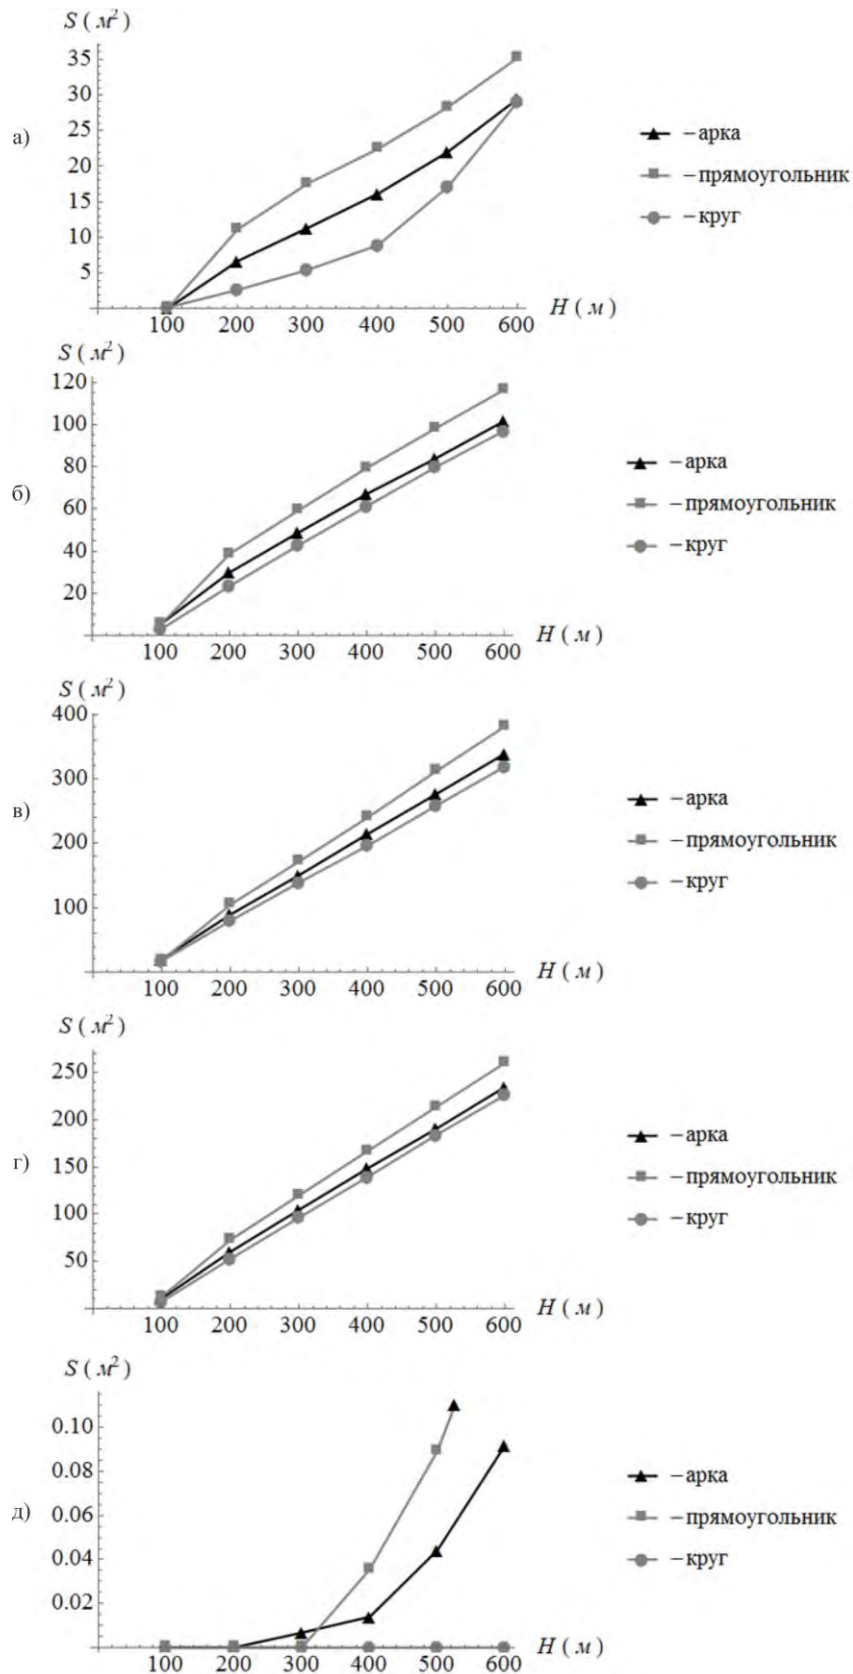 S ( м² )
35
30
25
20
15
10
5
100 200 300 400 500 600
H ( м )
а)
– арка
– прямоугольник
– круг
S ( м² )
120
100
80
60
40
20
100 200 300 400 500 600
H ( м )
б)
– арка
– прямоугольник
– круг
S ( м² )
400
300
200
100
100 200 300 400 500 600
H ( м )
в)
– арка
– прямоугольник
– круг
S ( м² )
250
200
150
100
50
100 200 300 400 500 600
H ( м )
г)
– арка
– прямоугольник
– круг
S ( м² )
0.10
0.08
0.06
0.04
0.02
100 200 300 400 500 600
H ( м )
д)
– арка
– прямоугольник
– круг